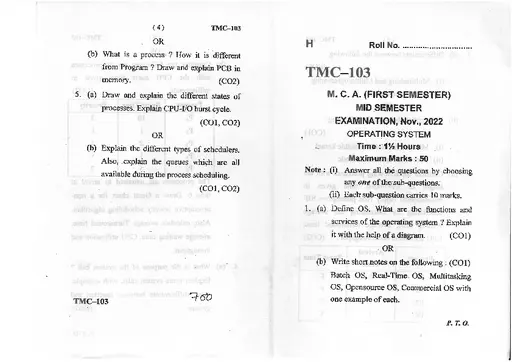 ( 4 ) TMC-103
OR
(b) What is a process ? How it is different
from Program ? Draw and explain PCB in
memory. (CO2)
5. (a) Draw and explain the different states of
processes. Explain CPU-I/O burst cycle.
(CO1, CO2)
OR
(b) Explain the different types of schedulers.
Also, explain the queues which are all
available during the process scheduling.
(CO1, CO2)
TMC-103
700
H Roll No. ..............................
TMC–103
M. C. A. (FIRST SEMESTER)
MID SEMESTER
EXAMINATION, Nov., 2022
OPERATING SYSTEM
Time : 1½ Hours
Maximum Marks : 50
Note : (i) Answer all the questions by choosing
any one of the sub-questions.
(ii) Each sub-question carries 10 marks.
1. (a) Define OS. What are the functions and
services of the operating system ? Explain
it with the help of a diagram. (CO1)
OR
(b) Write short notes on the following : (CO1)
Batch OS, Real-Time OS, Multitasking
OS, Opensource OS, Commercial OS with
one example of each.
P. T. O.